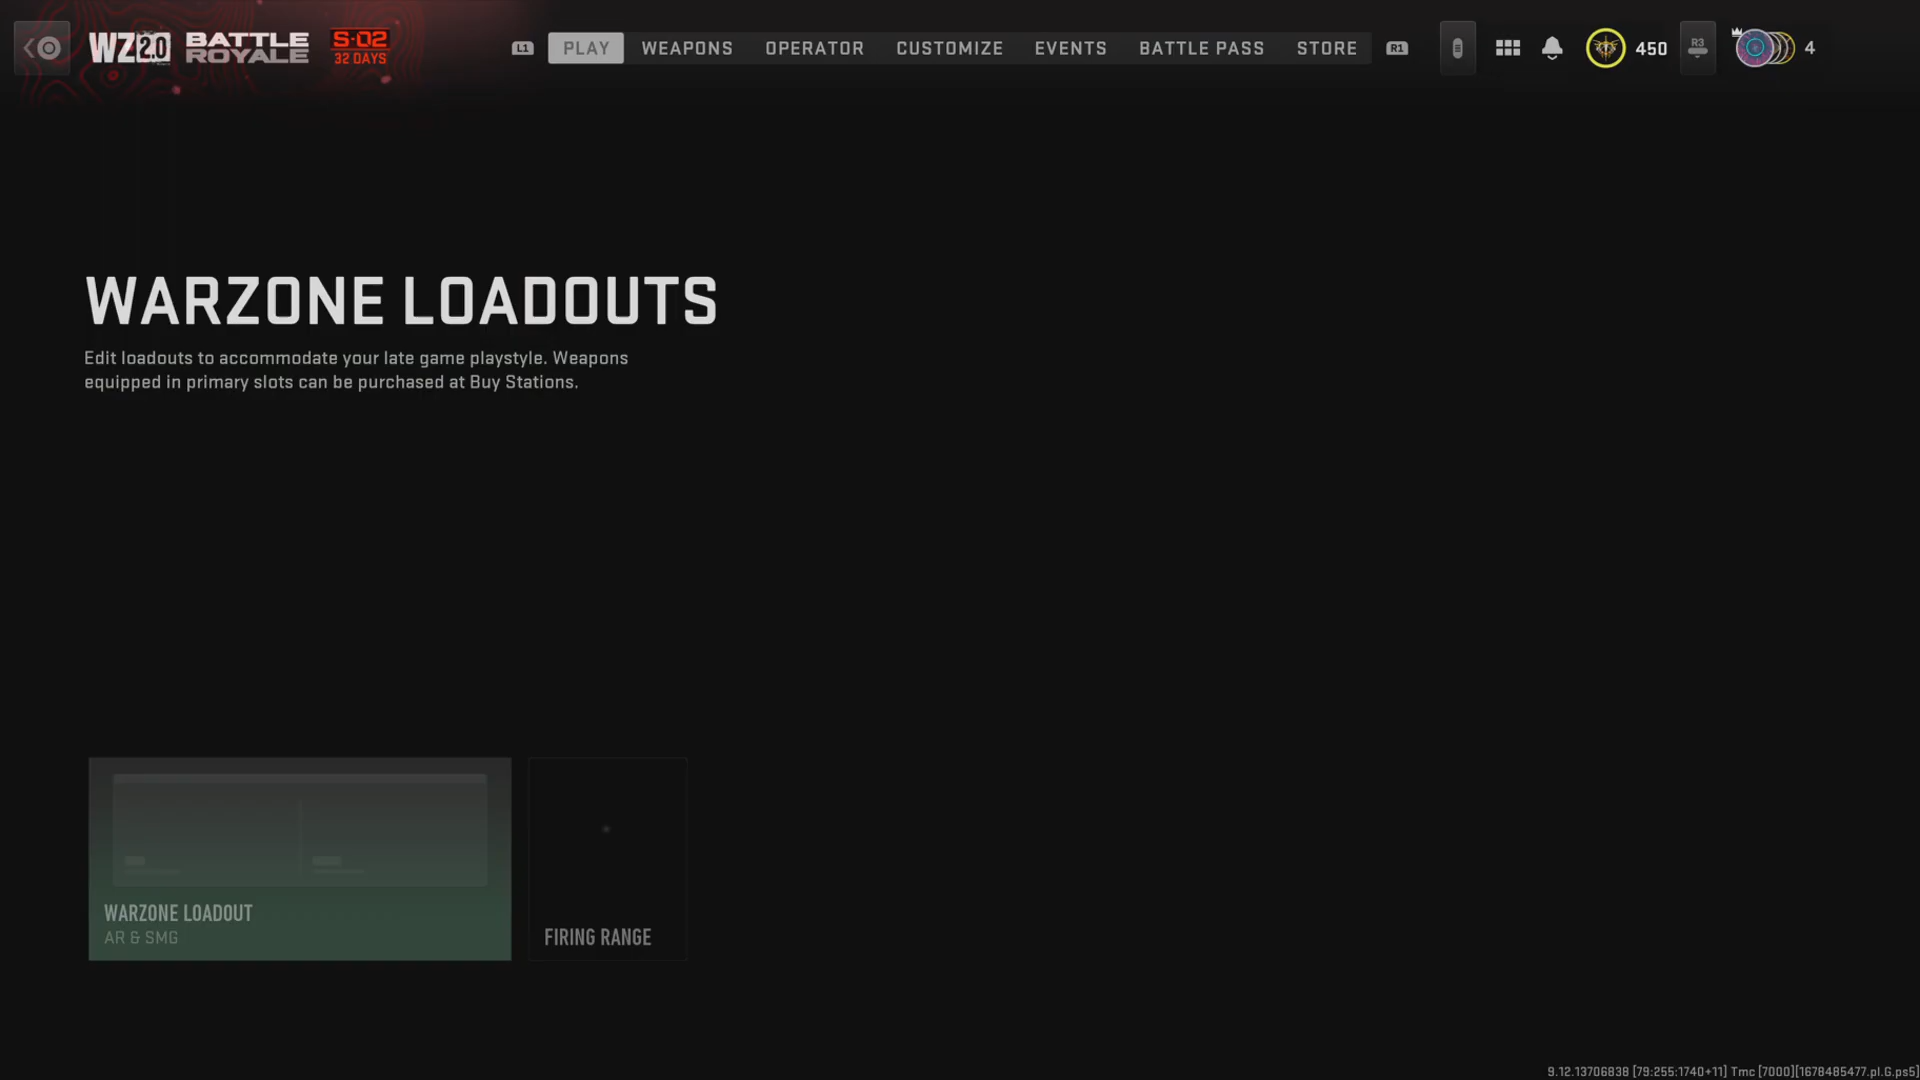 WZ2.0 BATTLE ROYALE S-02 32 DAYS
L1 PLAY WEAPONS OPERATOR CUSTOMIZE EVENTS BATTLE PASS STORE R1 450 R3 4
WARZONE LOADOUTS
Edit loadouts to accommodate your late game playstyle. Weapons
equipped in primary slots can be purchased at Buy Stations.
WARZONE LOADOUT
AR & SMG
FIRING RANGE
9.12.13706838 [79:255:1740+11] Tmc [7000][1678485477.pl.G.ps5]